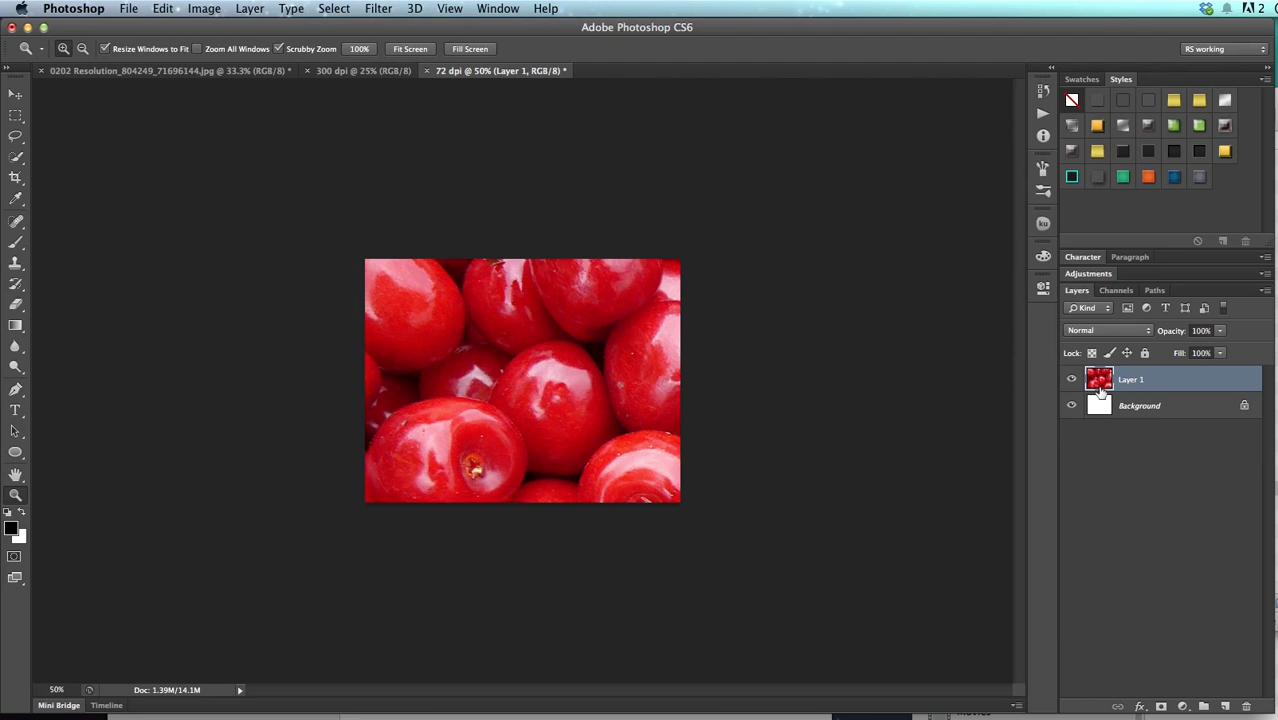 Photoshop File Edit Image Layer Type Select Filter 3D View Window Help 2
Adobe Photoshop CS6
Resize Windows to Fit Zoom All Windows Scrubby Zoom 100% Fit Screen Fill Screen RS working
0202 Resolution_804249_71696144.jpg @ 33.3% (RGB/8) * 300 dpi @ 25% (RGB/8) 72 dpi @ 50% (Layer 1, RGB/8) *
Swatches Styles
Character Paragraph
Adjustments
Layers Channels Paths
Kind
Normal Opacity: 100%
Lock: Fill: 100%
Layer 1
Background
50% Doc: 1.39M/14.1M
Mini Bridge Timeline